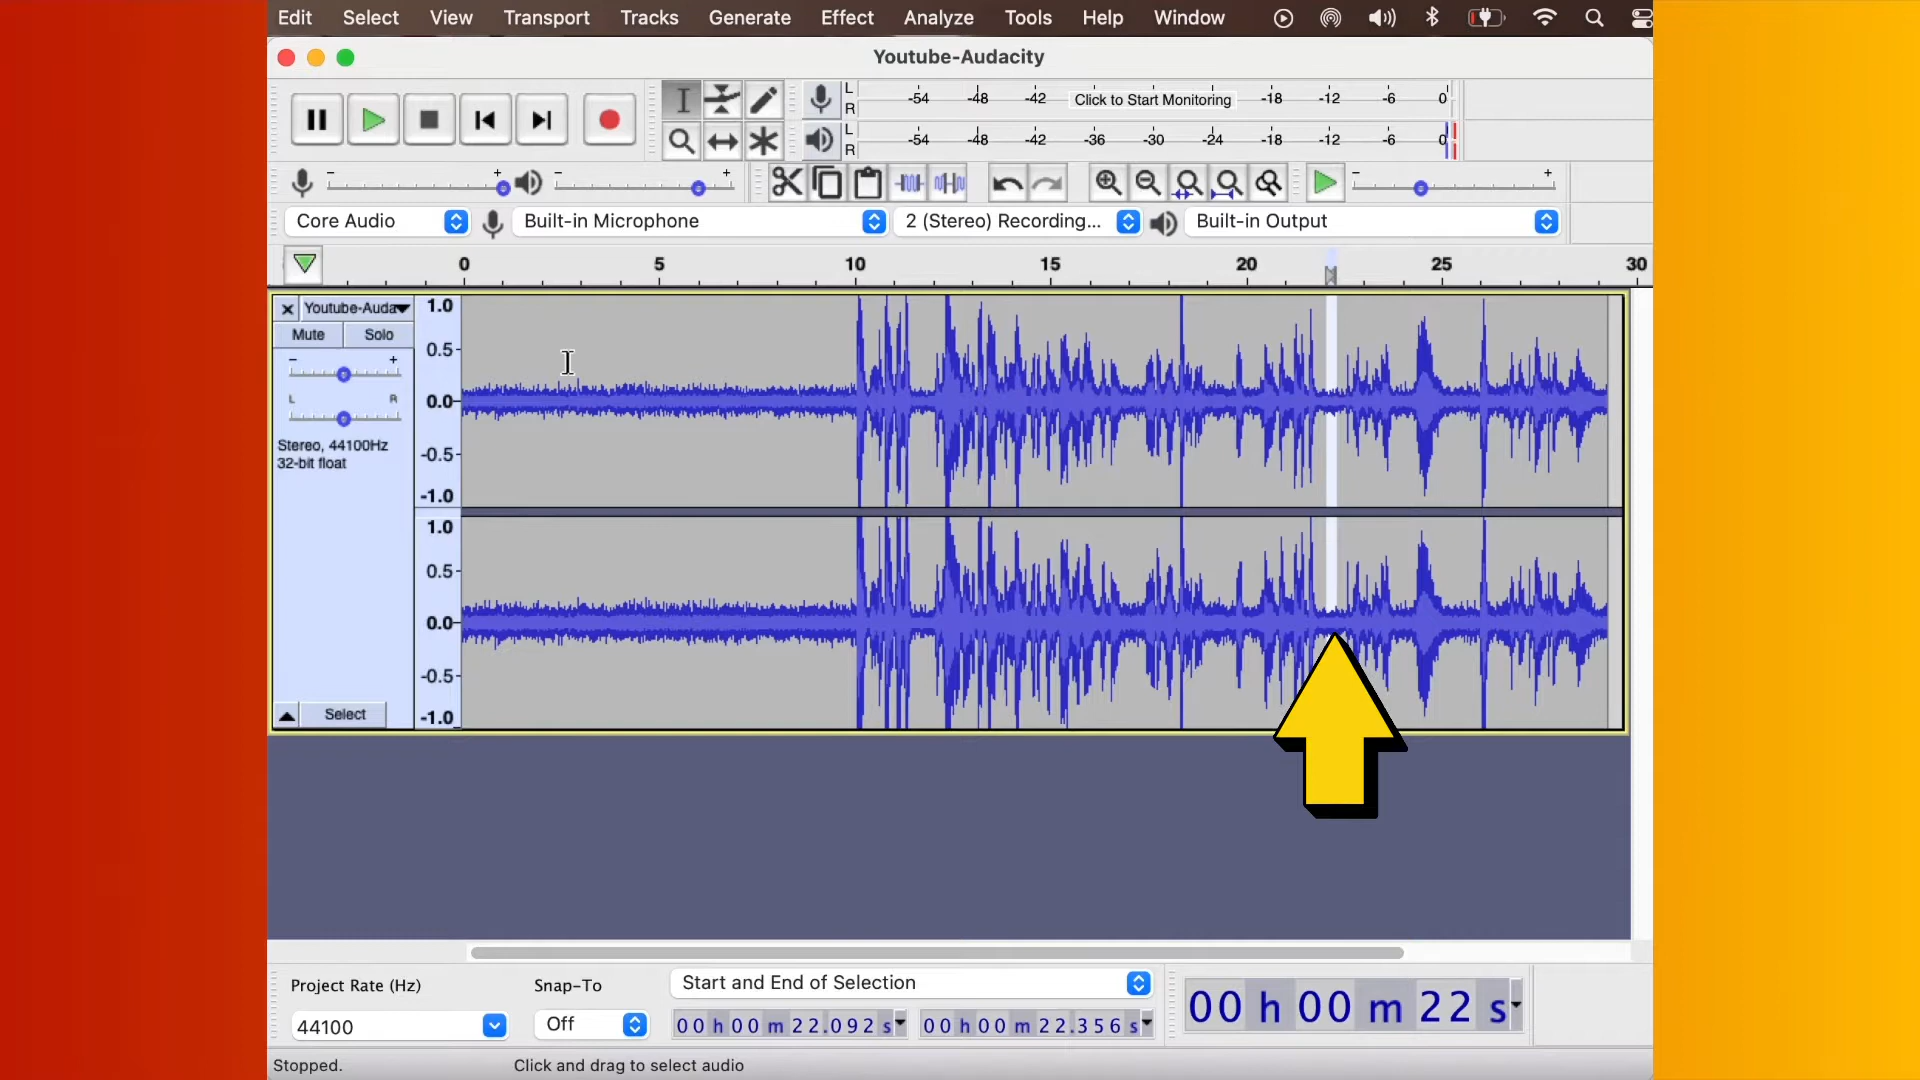 Edit Select View Transport Tracks Generate Effect Analyze Tools Help Window
Youtube-Audacity
L
R
-54 -48 -42 Click to Start Monitoring -18 -12 -6 0
L
R
-54 -48 -42 -36 -30 -24 -18 -12 -6 0
- + - + - +
Core Audio Built-in Microphone 2 (Stereo) Recording... Built-in Output
0 5 10 15 20 25 30
Youtube-Auda
Mute Solo
- +
L R
Stereo, 44100Hz
32-bit float
Select
1.0
0.5
0.0
-0.5
-1.0
1.0
0.5
0.0
-0.5
-1.0
Project Rate (Hz) Snap-To Start and End of Selection
44100 Off 00 h 00 m 22.092 s 00 h 00 m 22.356 s
00 h 00 m 22 s
Stopped. Click and drag to select audio